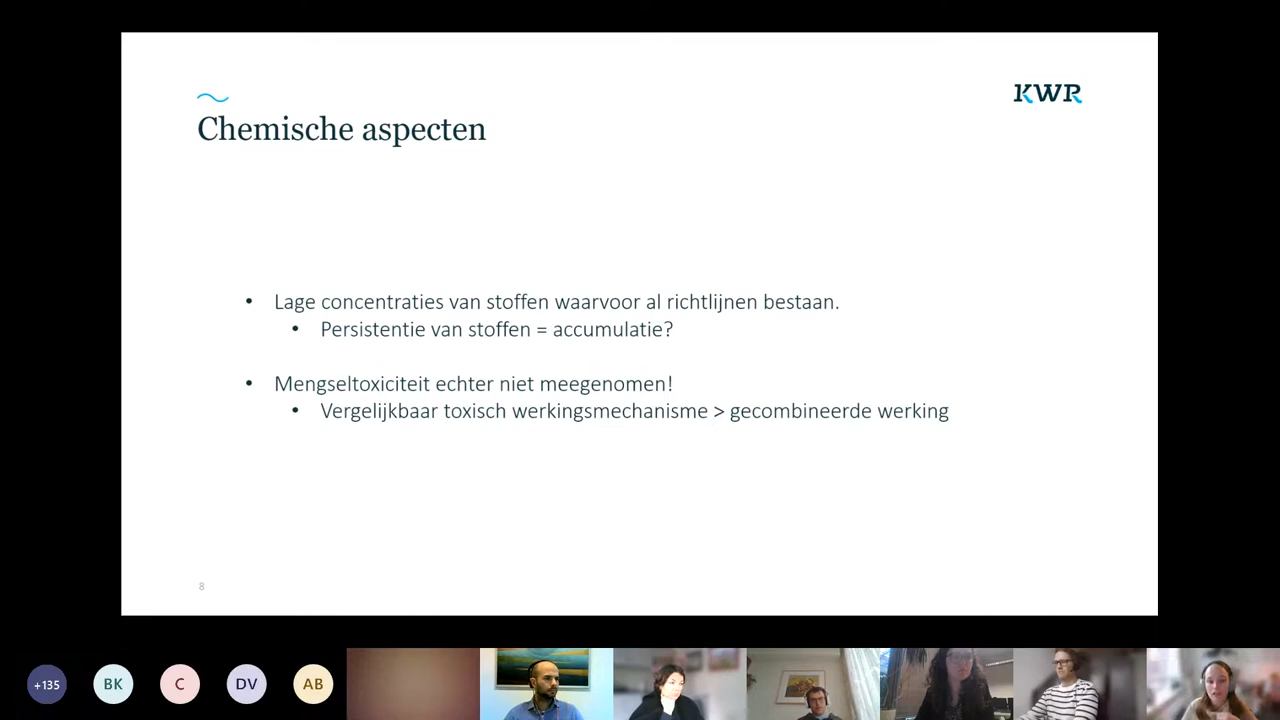 KWR
Chemische aspecten
• Lage concentraties van stoffen waarvoor al richtlijnen bestaan.
• Persistentie van stoffen = accumulatie?
• Mengseltoxiciteit echter niet meegenomen!
• Vergelijkbaar toxisch werkingsmechanisme > gecombineerde werking
8
+135 BK C DV AB